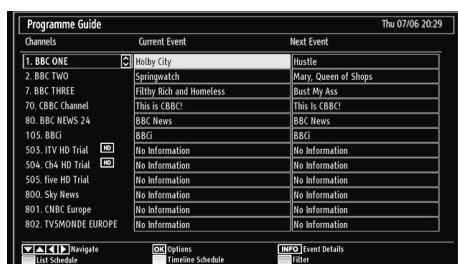 Programme Guide Thu 07/06 20:29
Channels Current Event Next Event
1. BBC ONE Holby City Hustle
2. BBC TWO Springwatch Mary, Queen of Shops
7. BBC THREE Filthy Rich and Homeless Bust My Ass
70. CBBC Channel This is CBBC! This Is CBBC!
80. BBC NEWS 24 BBC News BBC News
105. BBCi BBCi BBCi
503. ITV HD Trial HD No Information No Information
504. Ch4 HD Trial HD No Information No Information
505. five HD Trial No Information No Information
800. Sky News No Information No Information
801. CNBC Europe No Information No Information
802. TV5MONDE EUROPE No Information No Information
Navigate OK Options INFO Event Details
List Schedule Timeline Schedule Filter